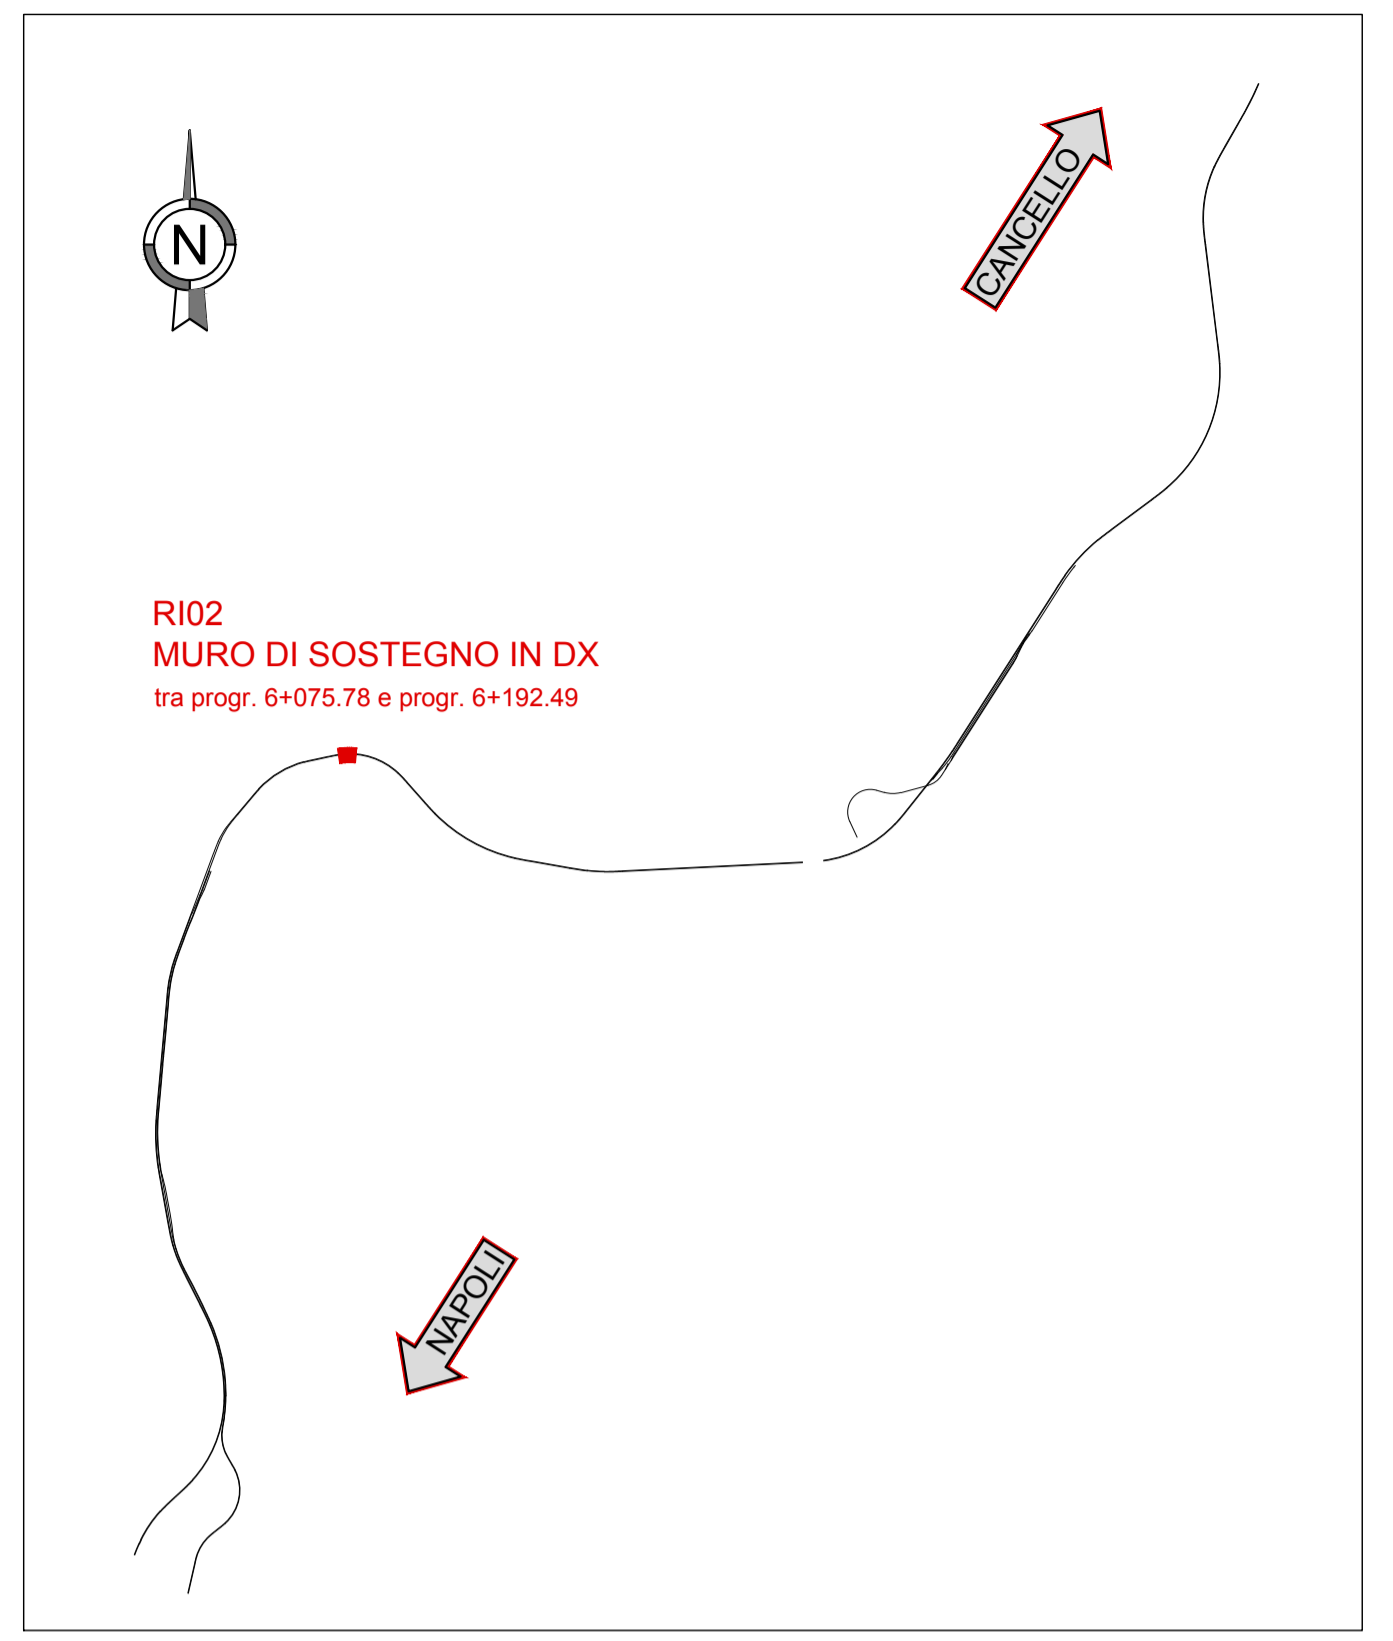 N
CANCELLO
RI02
MURO DI SOSTEGNO IN DX
tra progr. 6+075.78 e progr. 6+192.49
NAPOLI